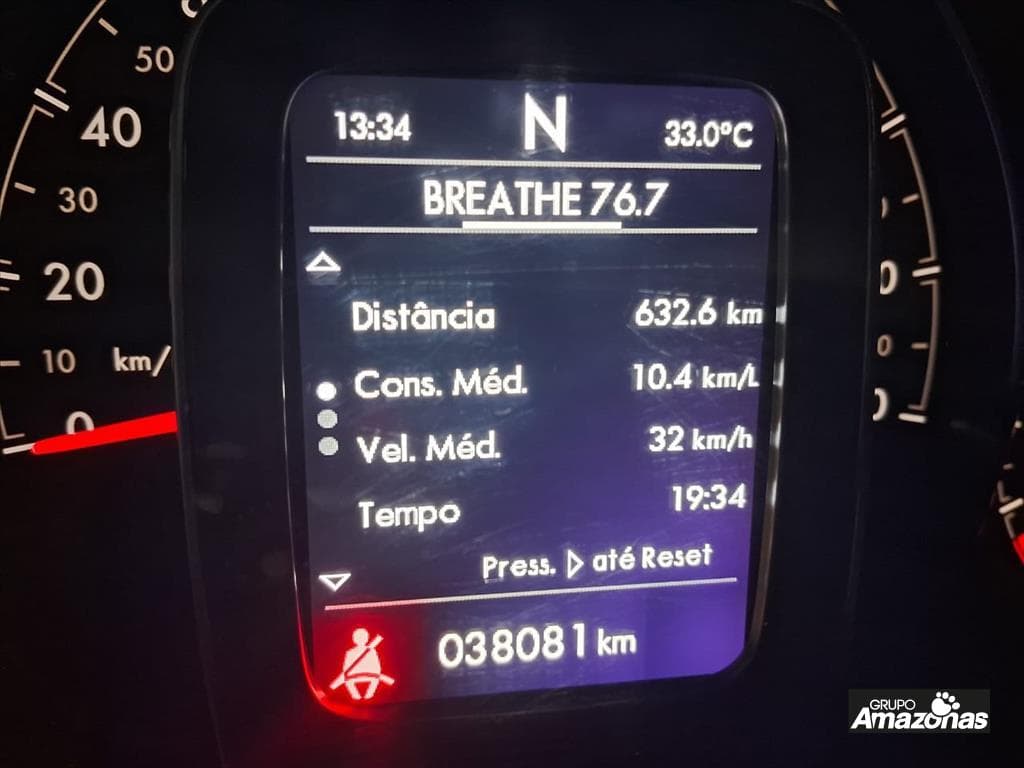 50
40
30
20
10 km/
0
13:34 N 33.0°C
BREATHE 76.7
Distância 632.6 km
Cons. Méd. 10.4 km/L
Vel. Méd. 32 km/h
Tempo 19:34
Press. ▷ até Reset
038081 km
GRUPO
Amazonas